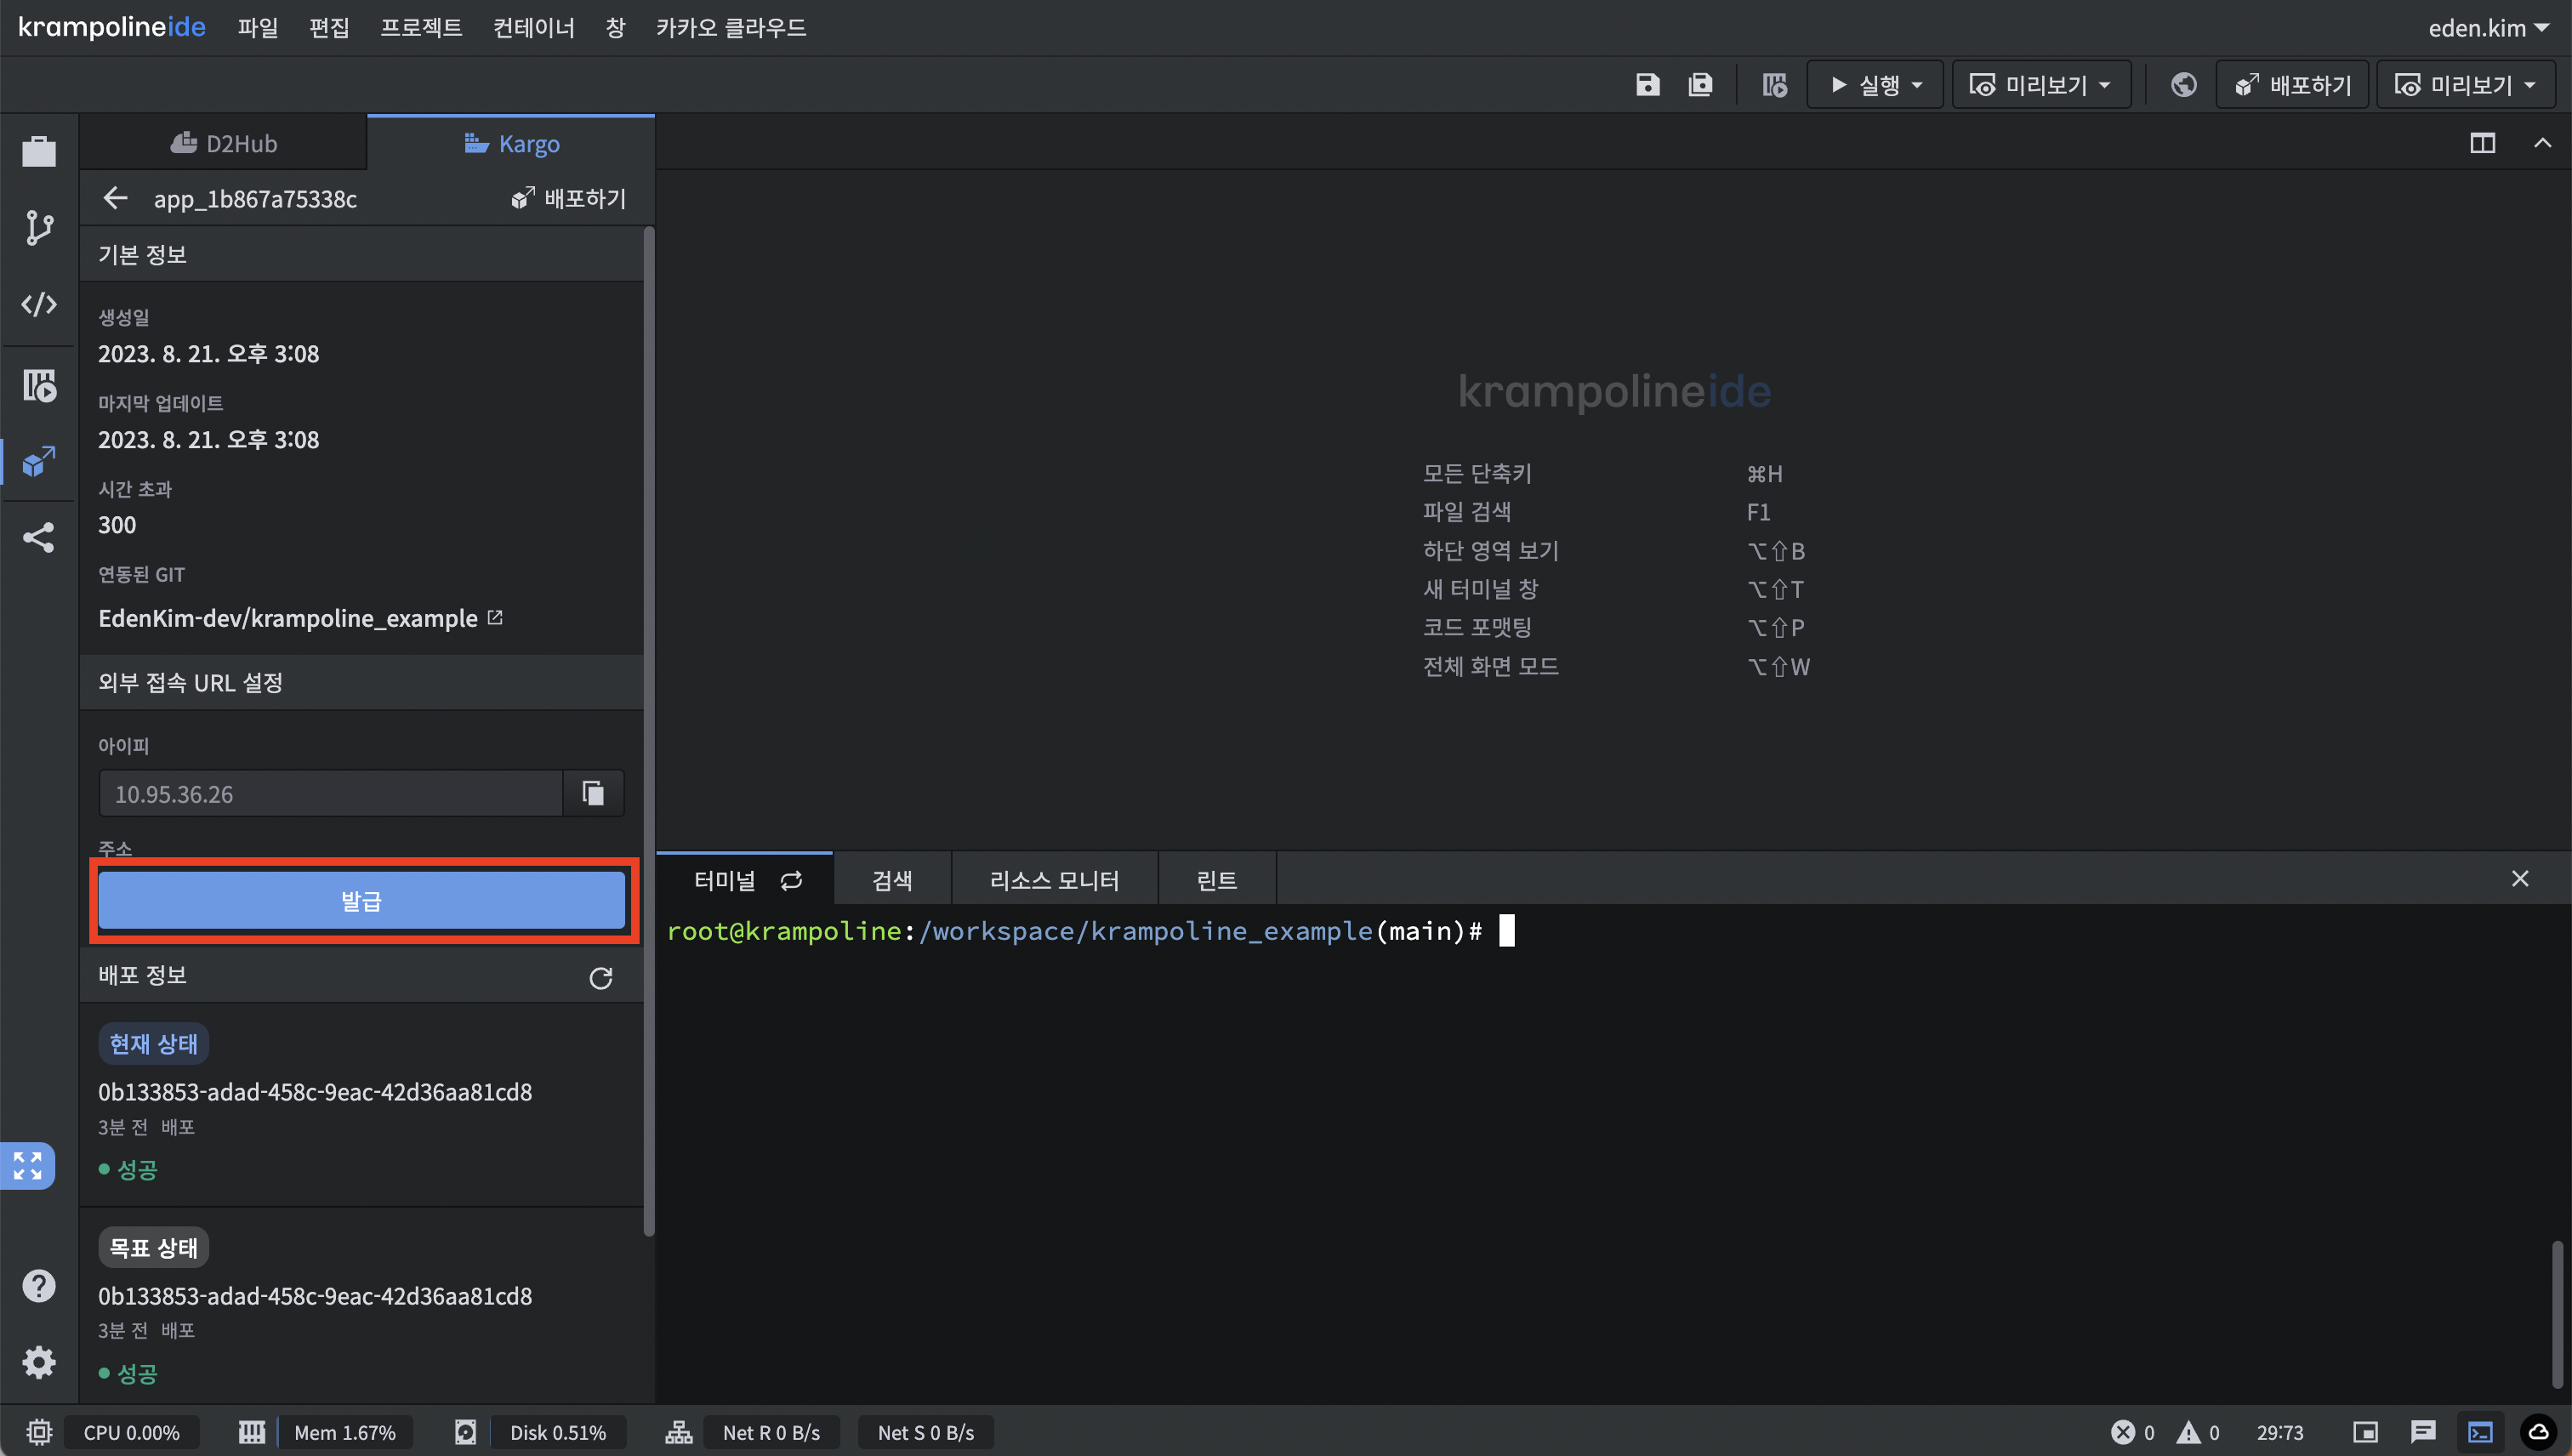 krampolineide 파일 편집 프로젝트 컨테이너 창 카카오 클라우드 eden.kim
실행 미리보기 배포하기 미리보기
D2Hub Kargo
app_1b867a75338c 배포하기
기본 정보
생성일
2023. 8. 21. 오후 3:08
마지막 업데이트
2023. 8. 21. 오후 3:08
시간 초과
300
연동된 GIT
EdenKim-dev/krampoline_example
외부 접속 URL 설정
아이피
10.95.36.26
주소
발급
배포 정보
현재 상태
0b133853-adad-458c-9eac-42d36aa81cd8
3분 전 배포
성공
목표 상태
0b133853-adad-458c-9eac-42d36aa81cd8
3분 전 배포
성공
krampolineide
모든 단축키 ⌘H
파일 검색 F1
하단 영역 보기 ⌥⇧B
새 터미널 창 ⌥⇧T
코드 포맷팅 ⌥⇧P
전체 화면 모드 ⌥⇧W
터미널 검색 리소스 모니터 린트
root@krampoline:/workspace/krampoline_example(main)#
CPU 0.00% Mem 1.67% Disk 0.51% Net R 0 B/s Net S 0 B/s 0 0 29:73